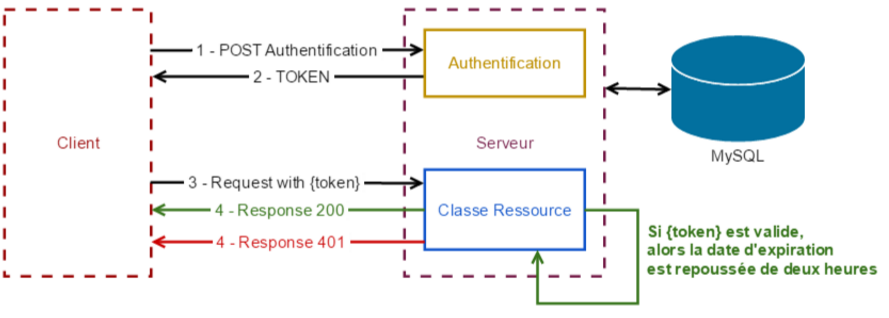 1 - POST Authentification
2 - TOKEN
Authentification
Client
Serveur
MySQL
3 - Request with {token}
4 - Response 200
Classe Ressource
4 - Response 401
Si {token} est valide,
alors la date d'expiration
est repoussée de deux heures